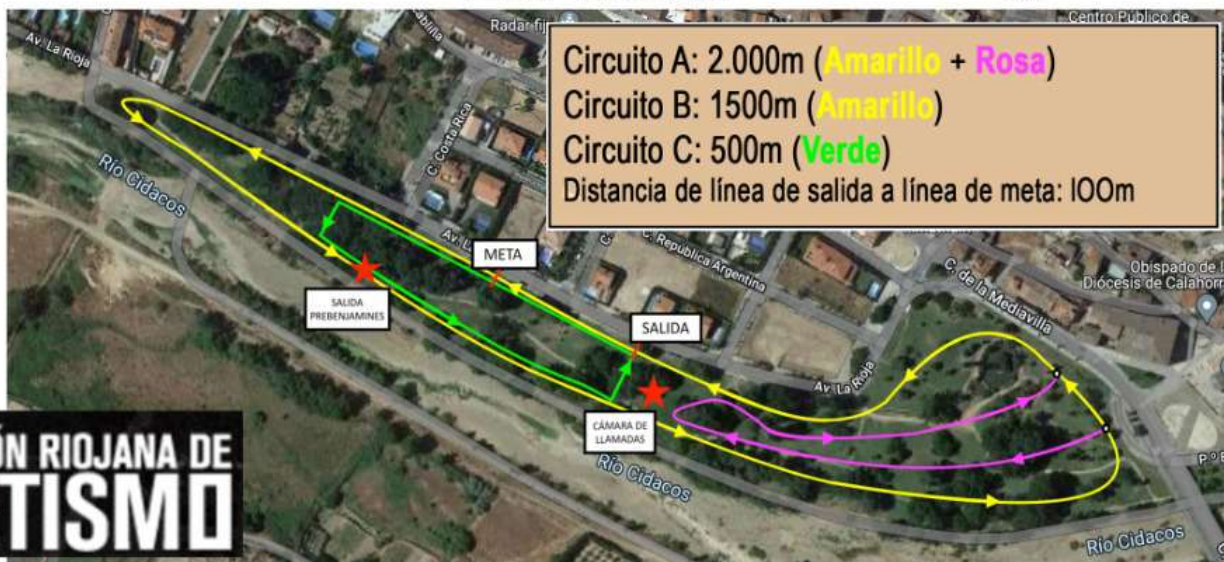 Radar fij
Centro Público de
Av. La Rioja
Circuito A: 2.000m (Amarillo + Rosa)
Circuito B: 1500m (Amarillo)
Circuito C: 500m (Verde)
Distancia de línea de salida a línea de meta: lOOm
C. Costa Rica
Río Cidacos
Av. L
META
C.
C. República Argentina
C. de la Mediavilla
Obispado de l
Diócesis de Calahorr
SALIDA
PREBENJAMINES
SALIDA
Av. La Rioja
CÁMARA DE
LLAMADAS
Río Cidacos
P.º E
Río Cidacos
ÓN RIOJANA DE
TISMO